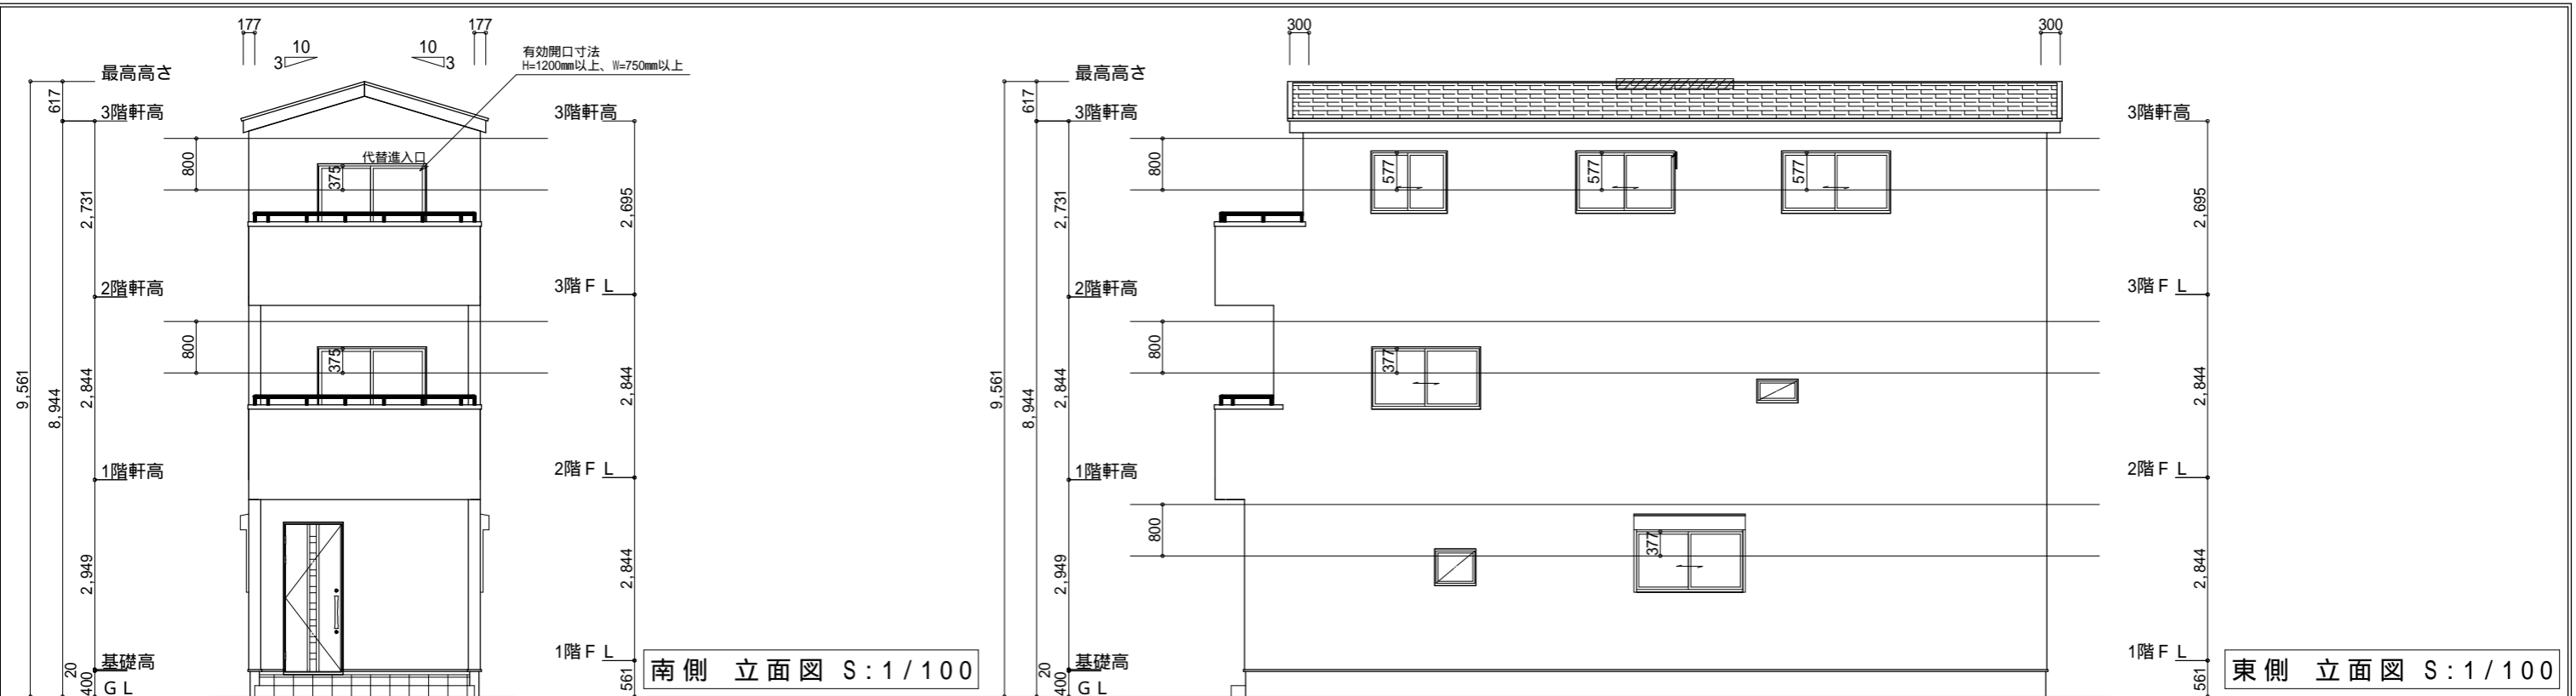 177
177
10
3
10
3
有効開口寸法
H=1200㎜以上、W=750㎜以上
最高高さ
617
3階軒高
3階軒高
800
代替進入口
375
2,731
2,695
2階軒高
3階ＦＬ
800
375
9,561
8,944
2,844
2,844
1階軒高
2階ＦＬ
2,949
2,844
基礎高
1階ＦＬ
20
400
ＧＬ
561
南側 立面図 S:1/100
300
300
最高高さ
617
3階軒高
3階軒高
800
577
577
577
2,731
2,695
2階軒高
3階ＦＬ
800
377
9,561
8,944
2,844
2,844
1階軒高
2階ＦＬ
800
377
2,949
2,844
基礎高
1階ＦＬ
20
400
ＧＬ
561
東側 立面図 S:1/100